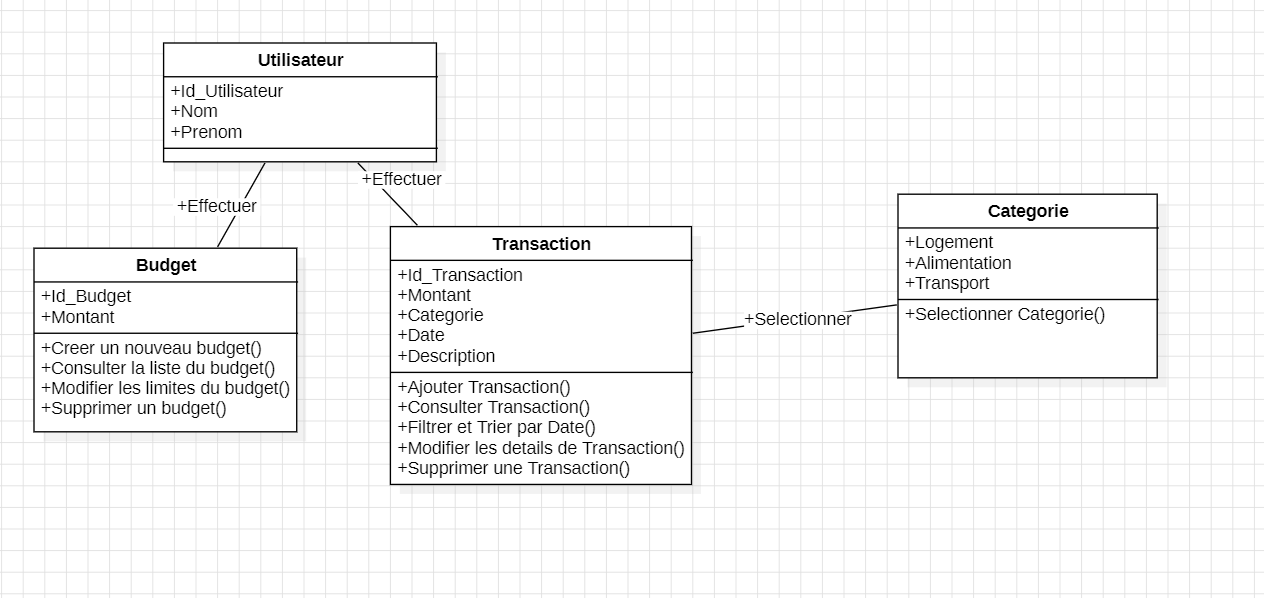 Utilisateur
+Id_Utilisateur
+Nom
+Prenom
+Effectuer
+Effectuer
Budget
+Id_Budget
+Montant
+Creer un nouveau budget()
+Consulter la liste du budget()
+Modifier les limites du budget()
+Supprimer un budget()
Transaction
+Id_Transaction
+Montant
+Categorie
+Date
+Description
+Ajouter Transaction()
+Consulter Transaction()
+Filtrer et Trier par Date()
+Modifier les details de Transaction()
+Supprimer une Transaction()
+Selectionner
Categorie
+Logement
+Alimentation
+Transport
+Selectionner Categorie()